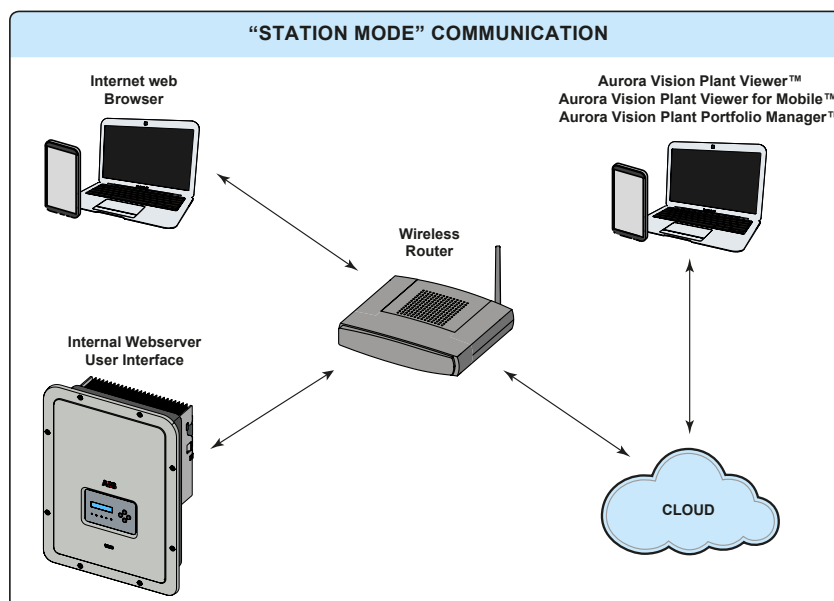 “STATION MODE” COMMUNICATION
Internet web
Browser
Aurora Vision Plant Viewer™
Aurora Vision Plant Viewer for Mobile™
Aurora Vision Plant Portfolio Manager™
Wireless
Router
Internal Webserver
User Interface
ABB
CLOUD